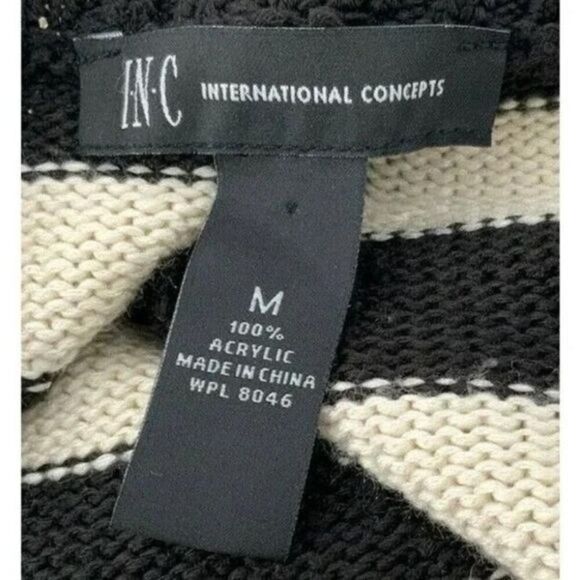 I·N·C INTERNATIONAL CONCEPTS
M
100%
ACRYLIC
MADE IN CHINA
WPL 8046